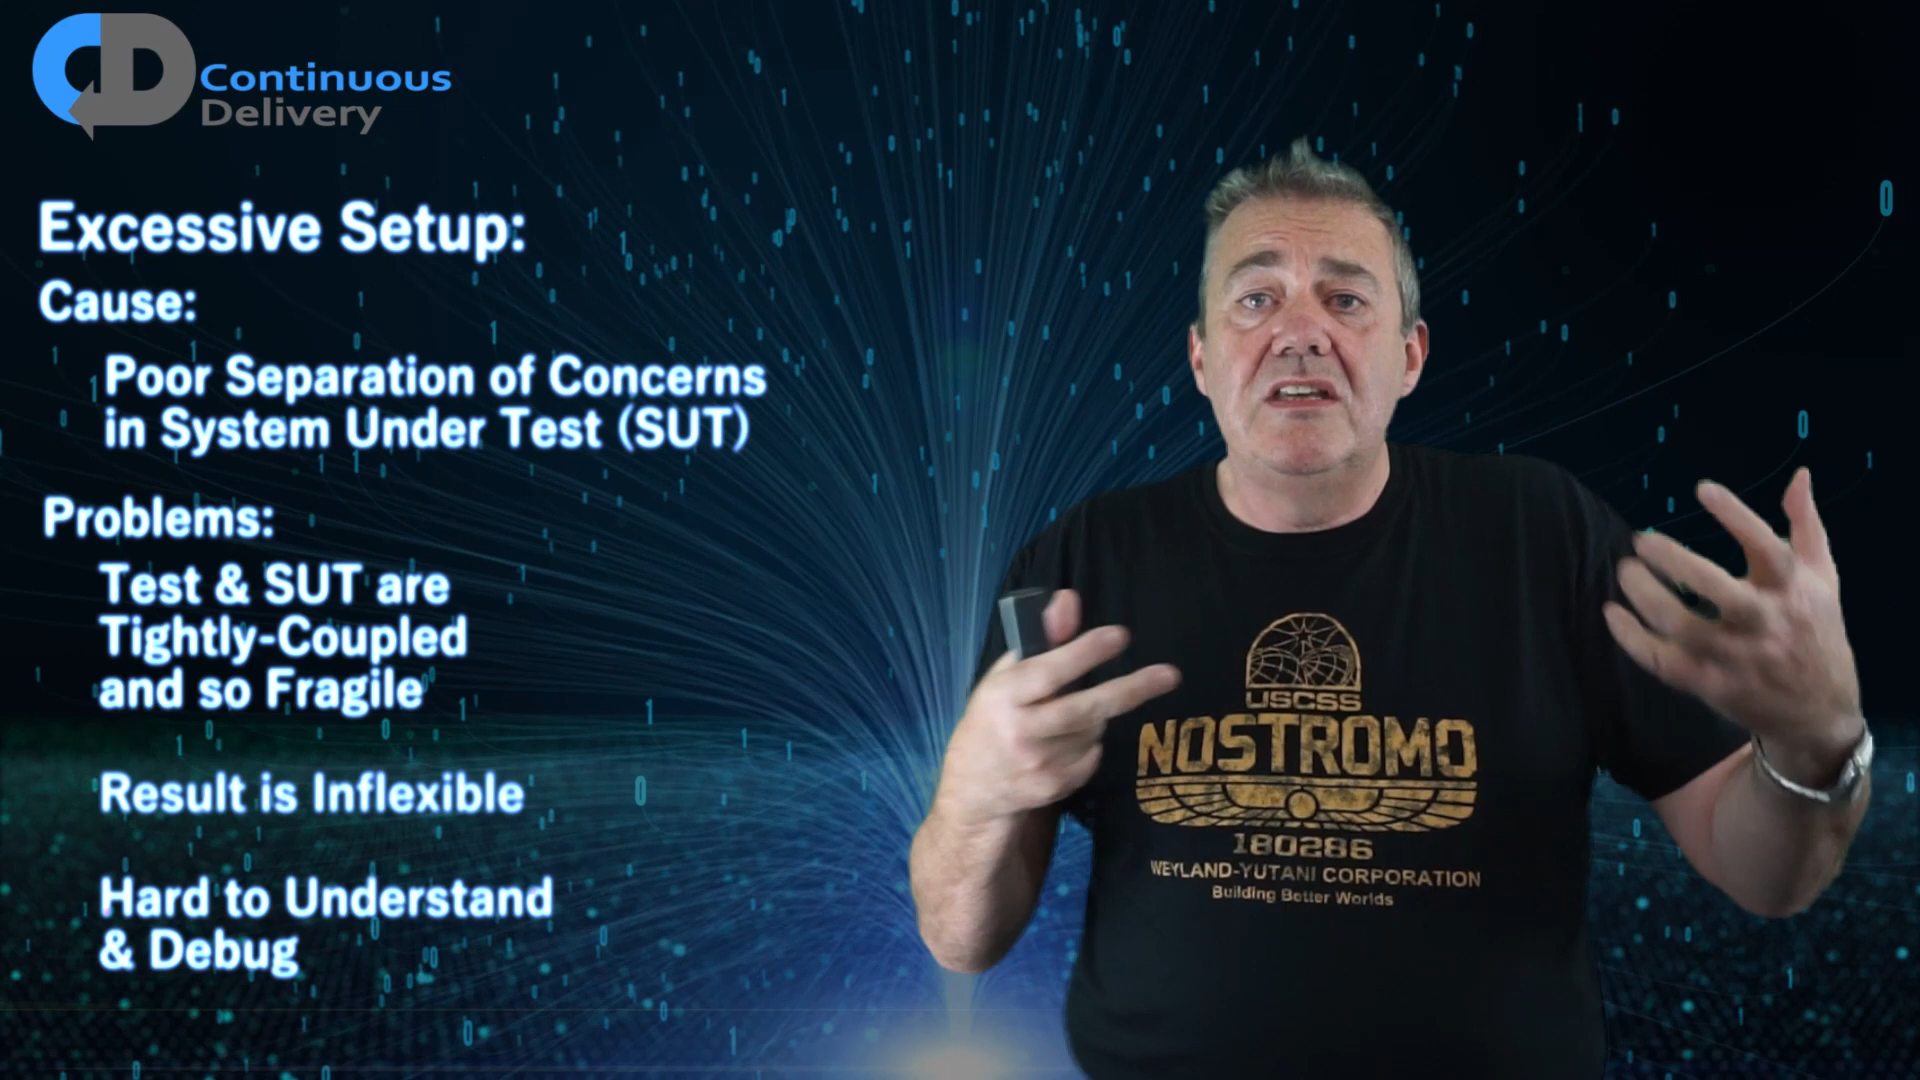 Continuous
Delivery
Excessive Setup:
Cause:
Poor Separation of Concerns
in System Under Test (SUT)
Problems:
Test & SUT are
Tightly-Coupled
and so Fragile
Result is Inflexible
Hard to Understand
& Debug
USCSS
NOSTROMO
180286
WEYLAND-YUTANI CORPORATION
Building Better Worlds